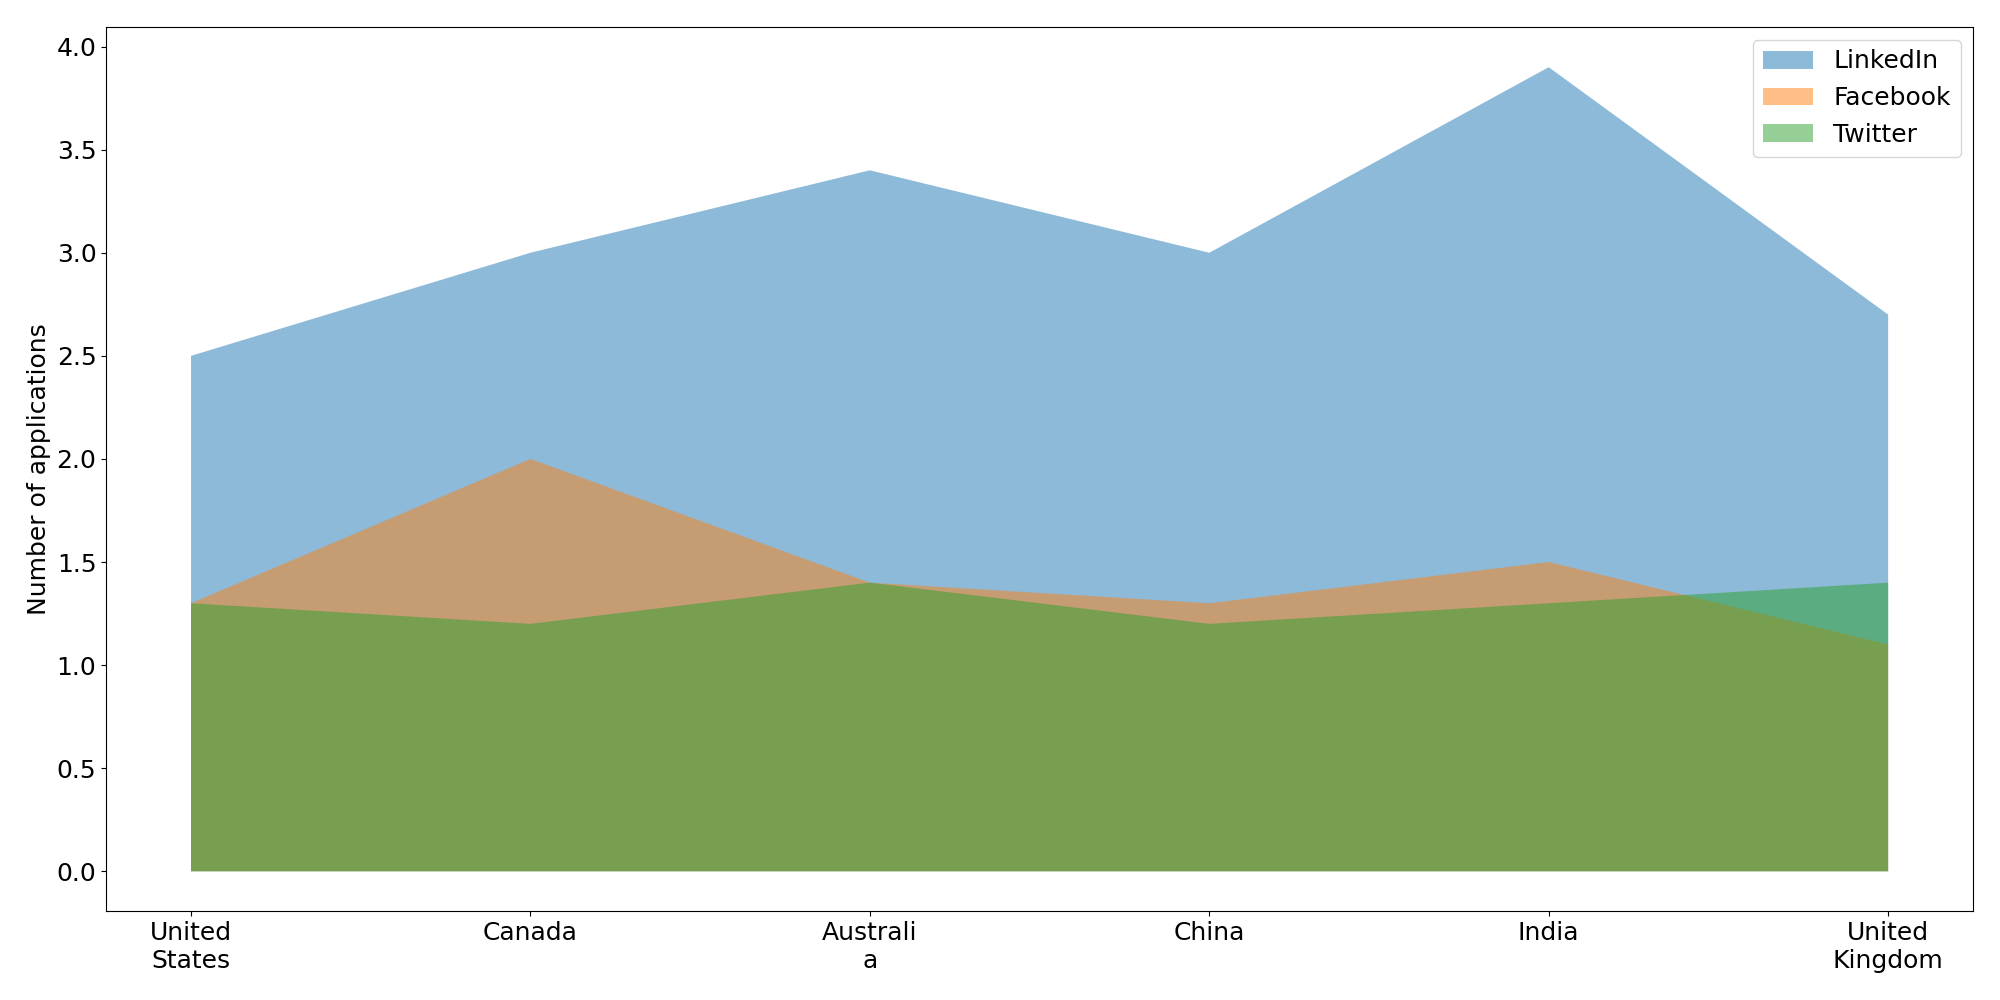 4.0
3.5
3.0
2.5
2.0
1.5
1.0
0.5
0.0
Number of applications
LinkedIn
Facebook
Twitter
United
States
Canada
Australi
a
China
India
United
Kingdom